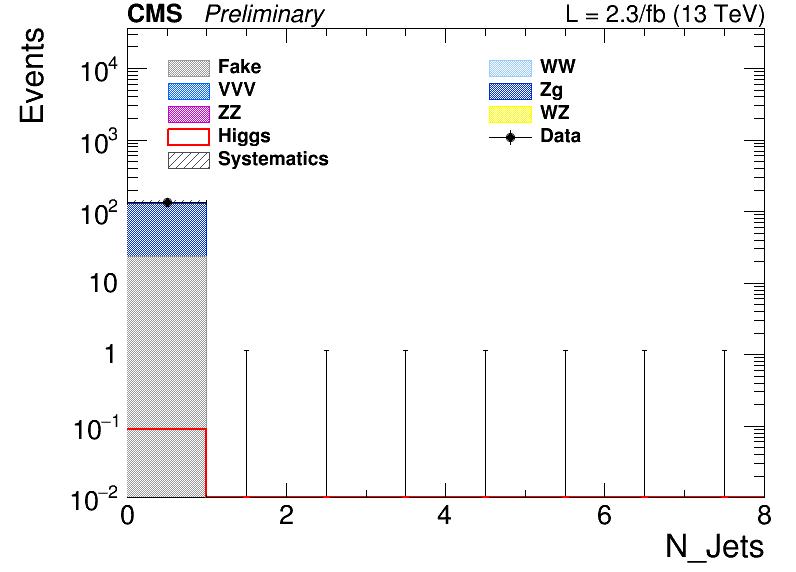 CMS Preliminary L = 2.3/fb (13 TeV)
Events
Fake WW
VVV Zg
ZZ WZ
Higgs Data
Systematics
10⁴
10³
10²
10
1
10⁻¹
10⁻²
0 2 4 6 8
N_Jets